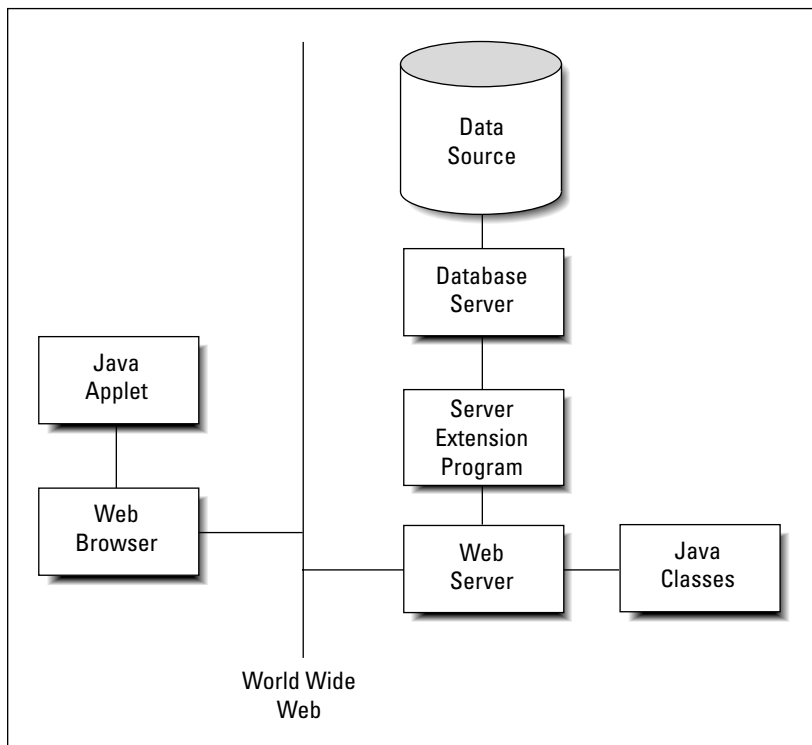 Data
Source
Database
Server
Java
Applet
Server
Extension
Program
Web
Browser
Web
Server
Java
Classes
World Wide
Web